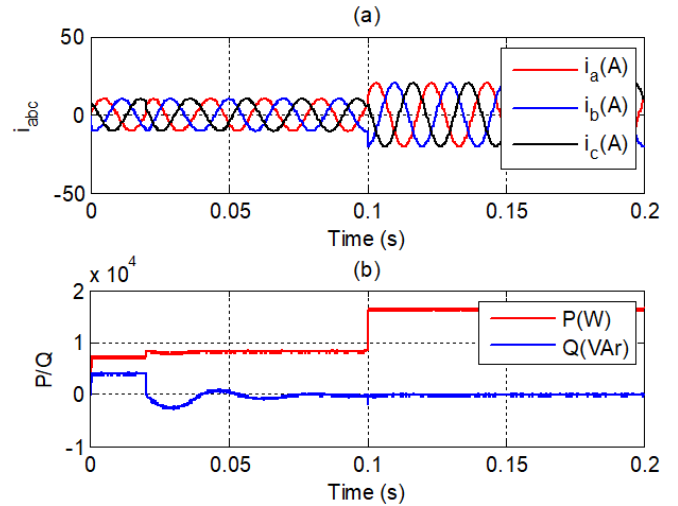 (a)
50
0
-50
i_abc
i_a(A)
i_b(A)
i_c(A)
0 0.05 0.1 0.15 0.2
Time (s)
(b)
x 10^4
2
1
0
-1
P/Q
P(W)
Q(VAr)
0 0.05 0.1 0.15 0.2
Time (s)